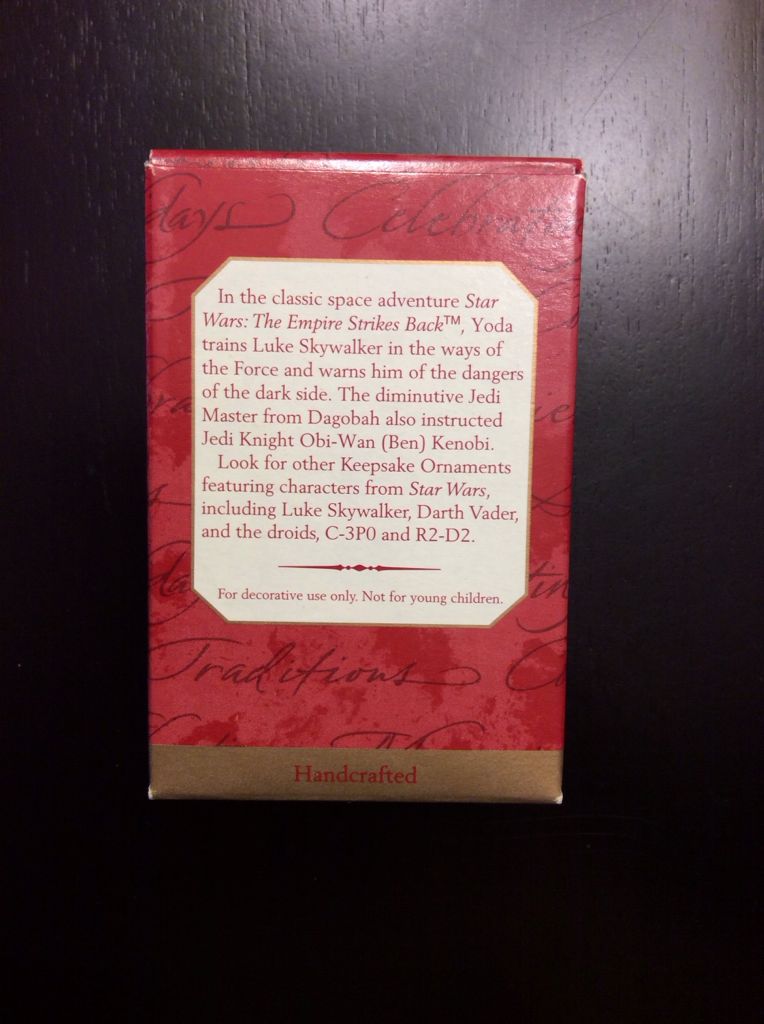 days Celebratin
In the classic space adventure Star
Wars: The Empire Strikes Back™, Yoda
trains Luke Skywalker in the ways of
the Force and warns him of the dangers
of the dark side. The diminutive Jedi
Master from Dagobah also instructed
Jedi Knight Obi-Wan (Ben) Kenobi.
Look for other Keepsake Ornaments
featuring characters from Star Wars,
including Luke Skywalker, Darth Vader,
and the droids, C-3P0 and R2-D2.
For decorative use only. Not for young children.
Traditions
Handcrafted